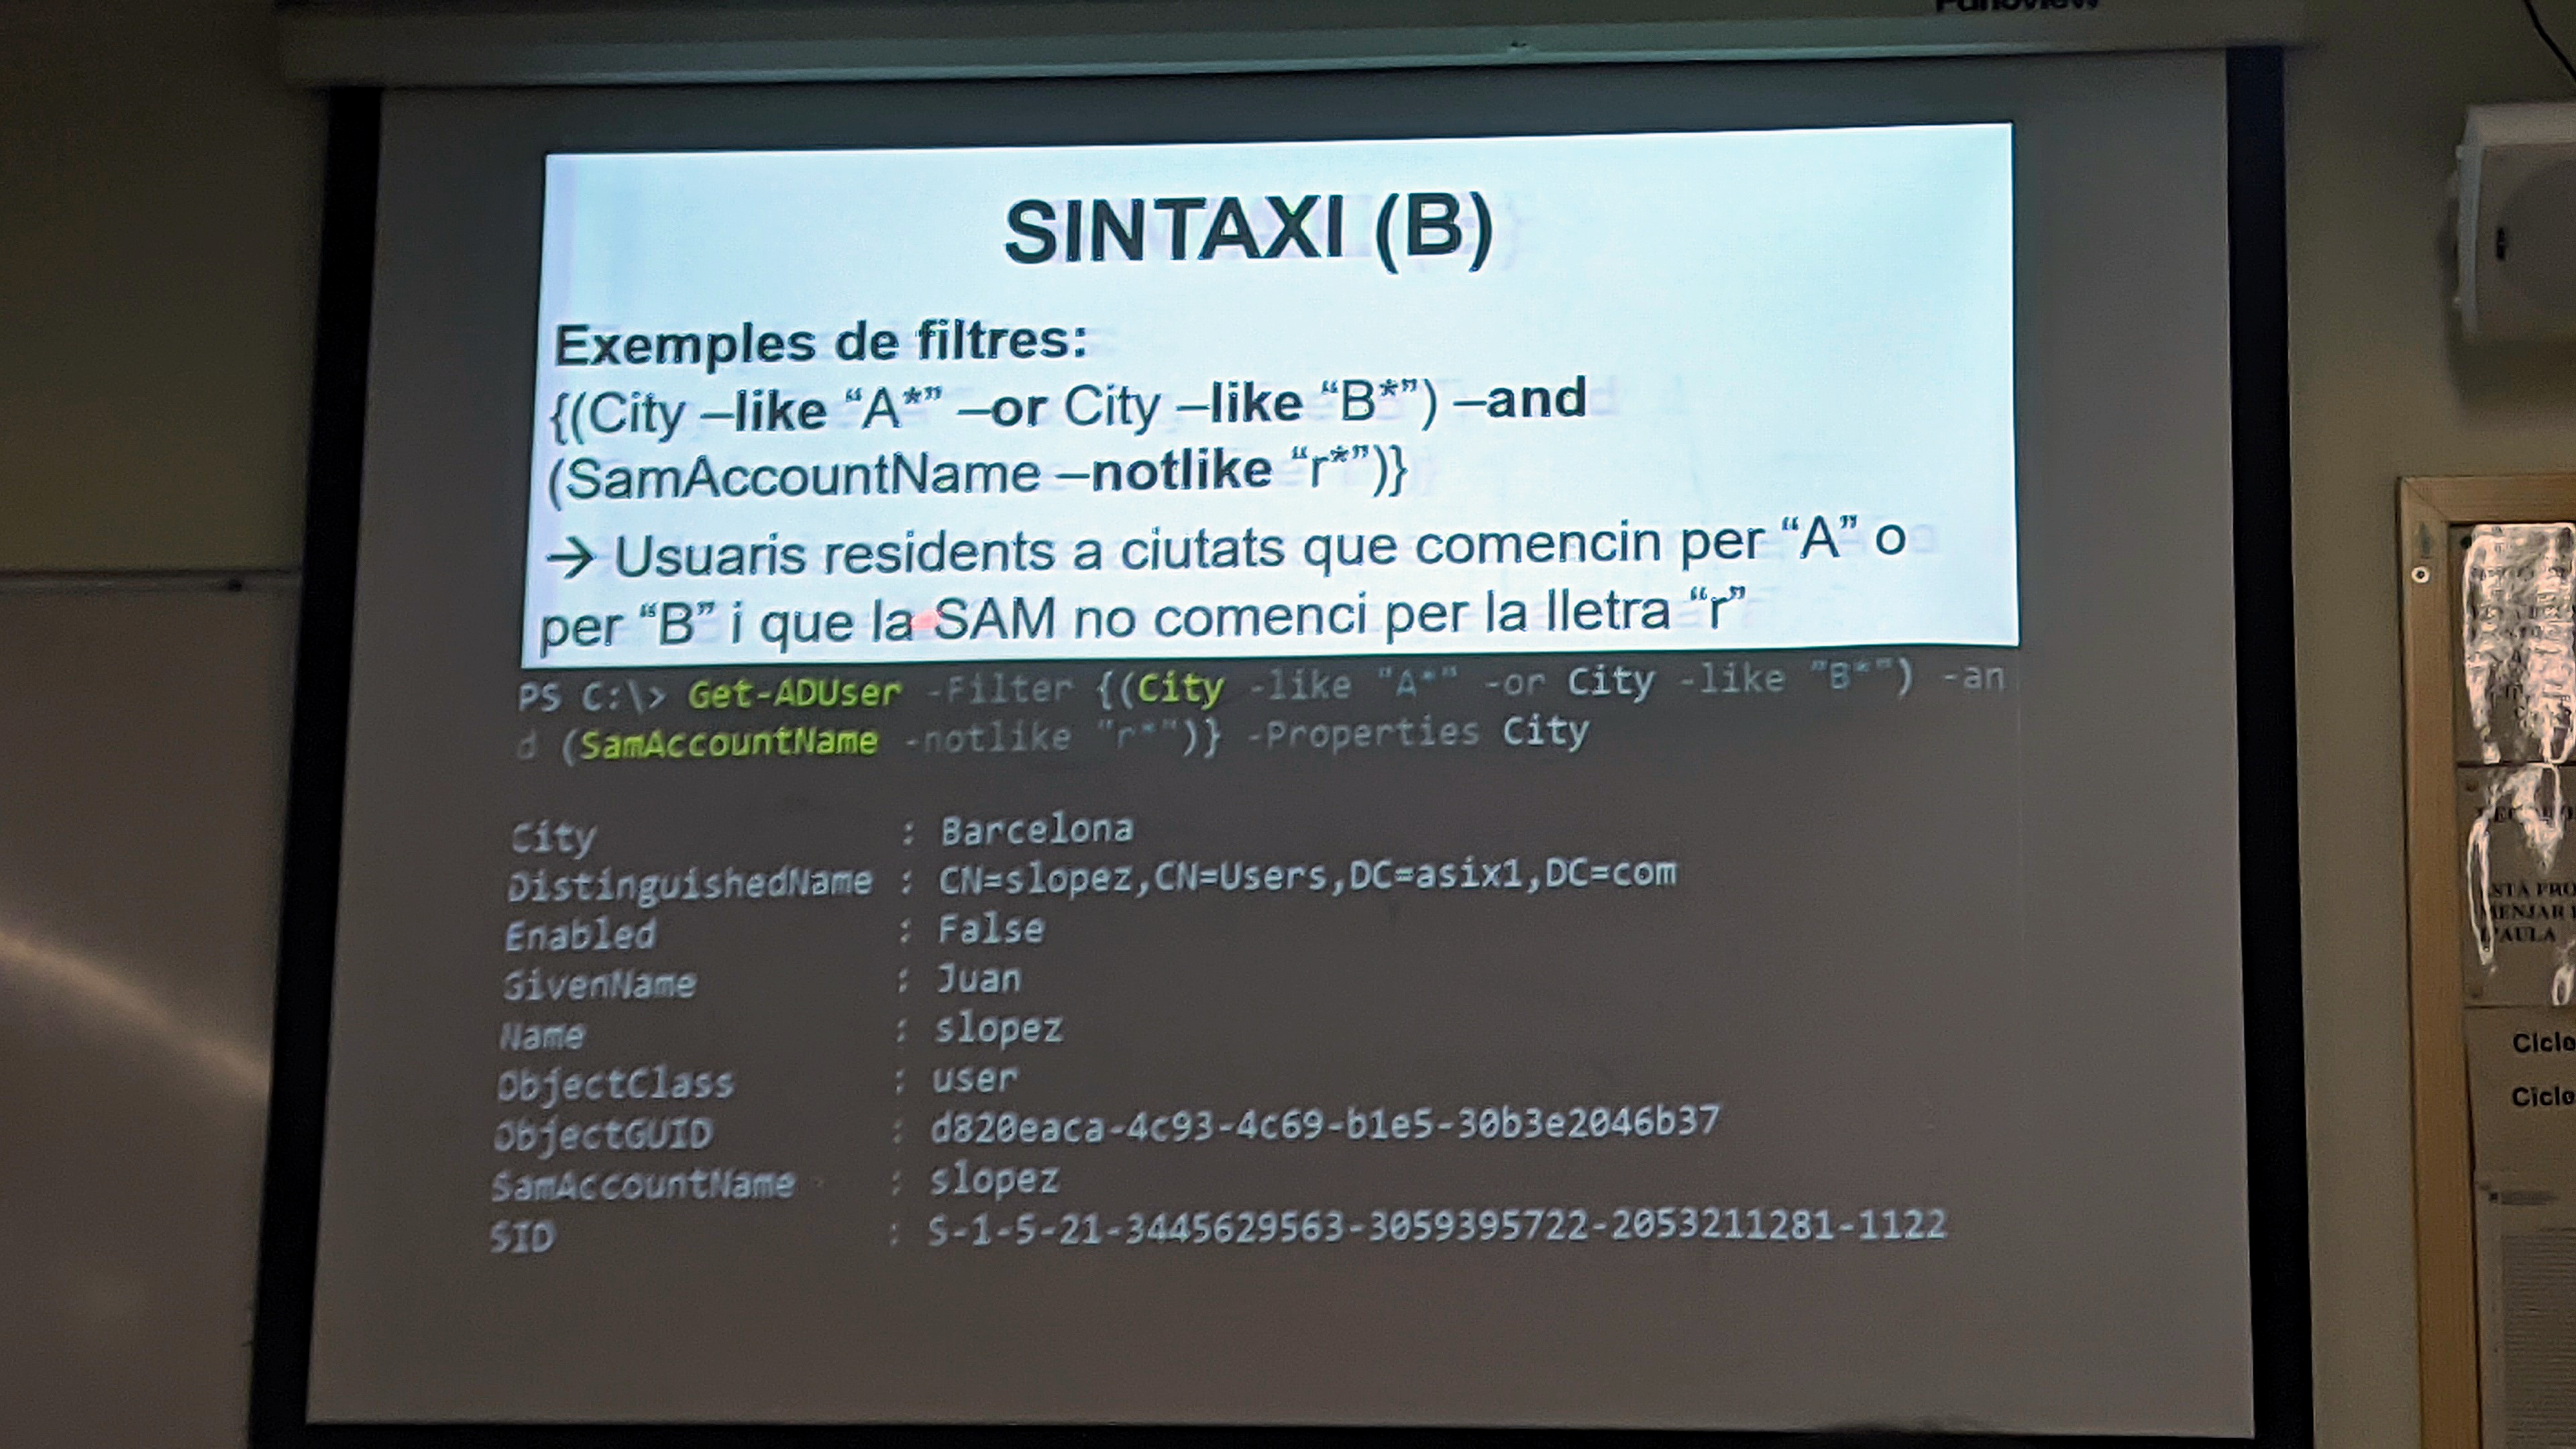 SINTAXI (B)
Exemples de filtres:
{(City –like “A*” –or City –like “B*”) –and
(SamAccountName –notlike “r*”)}
→ Usuaris residents a ciutats que comencin per “A” o
per “B” i que la SAM no comenci per la lletra “r”
PS C:\> Get-ADUser -Filter {(City -like "A*" -or City -like "B*") -an
d (SamAccountName -notlike "r*")} -Properties City
City : Barcelona
DistinguishedName : CN=slopez,CN=Users,DC=asix1,DC=com
Enabled : False
GivenName : Juan
Name : slopez
ObjectClass : user
ObjectGUID : d820eaca-4c93-4c69-b1e5-30b3e2046b37
SamAccountName : slopez
SID : S-1-5-21-3445629563-3059395722-2053211281-1122
MENJAR
L'AULA
Ciclo
Ciclo